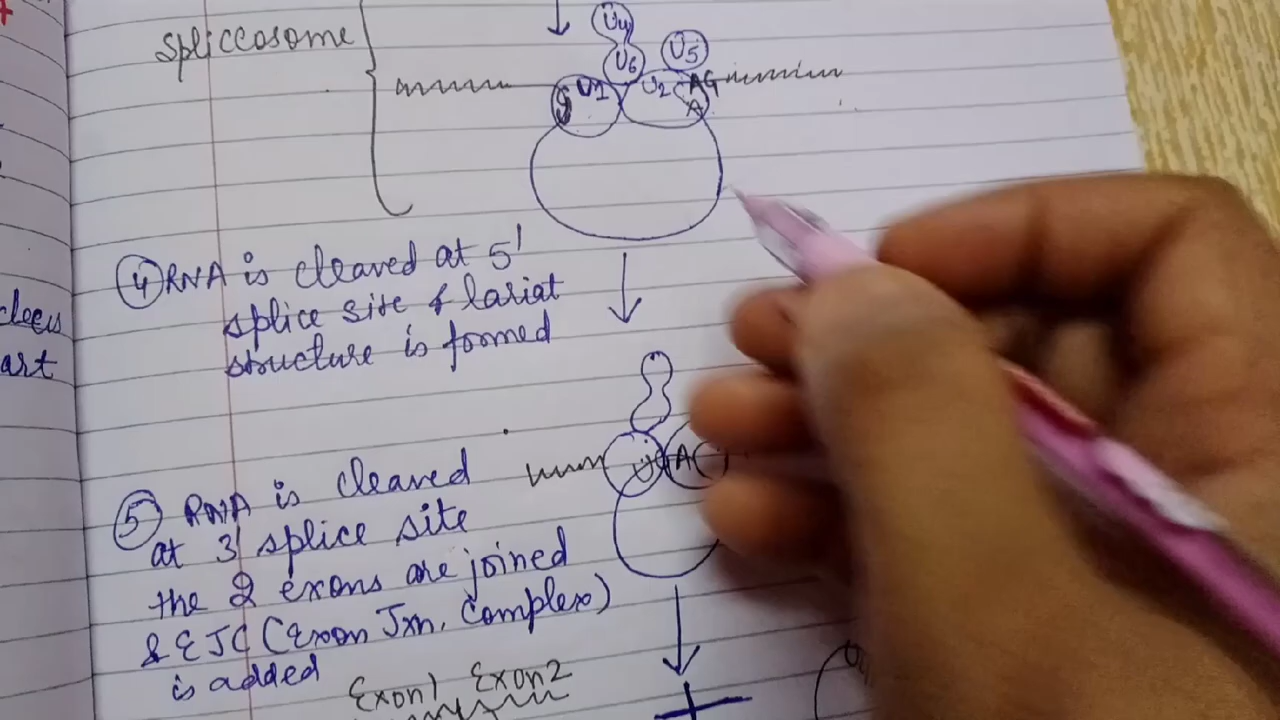 spliceosome
U4
U6
U5
U1
U2
AG
A
④ RNA is cleaved at 5'
splice site & lariat
structure is formed
cleus
art
⑤ RNA is cleaved
at 3' splice site
the 2 exons are joined
& EJC (Exon Jxn. Complex)
is added
Exon1 Exon2